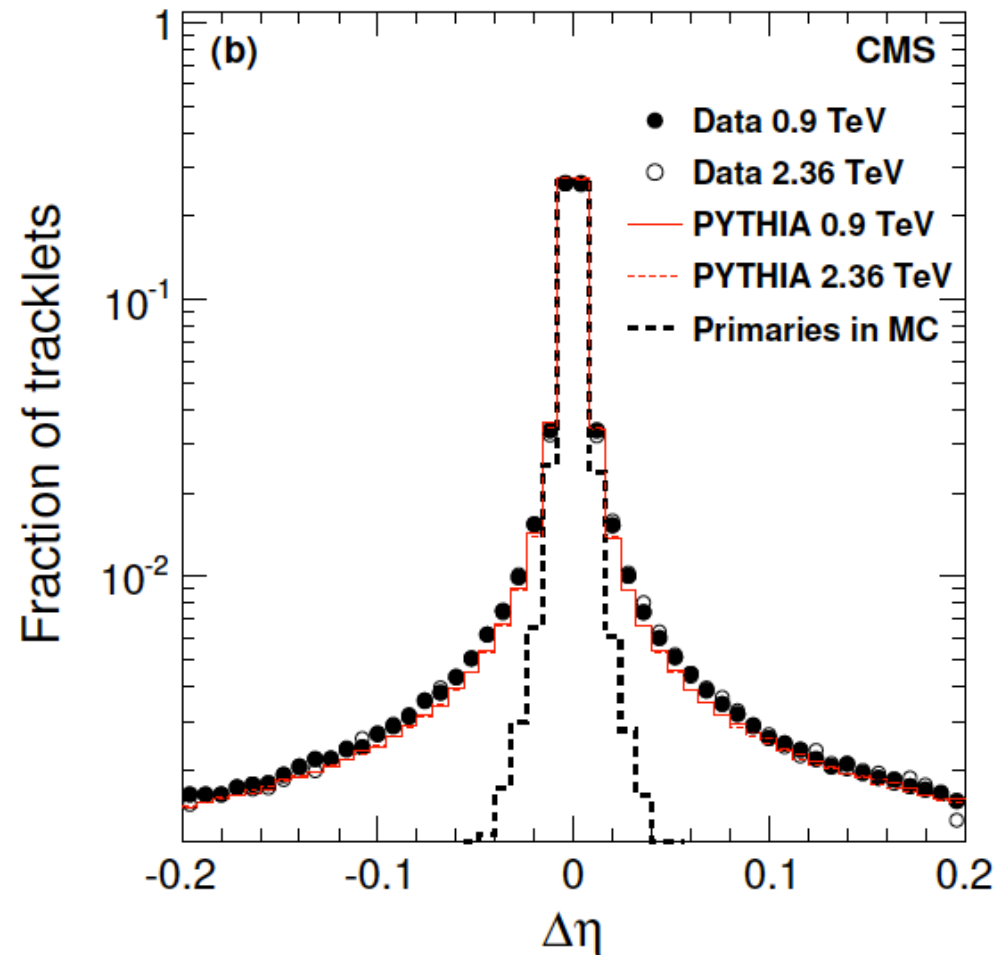 1
(b)
CMS
Data 0.9 TeV
Data 2.36 TeV
PYTHIA 0.9 TeV
PYTHIA 2.36 TeV
Primaries in MC
10^-1
10^-2
Fraction of tracklets
-0.2 -0.1 0 0.1 0.2
Δη